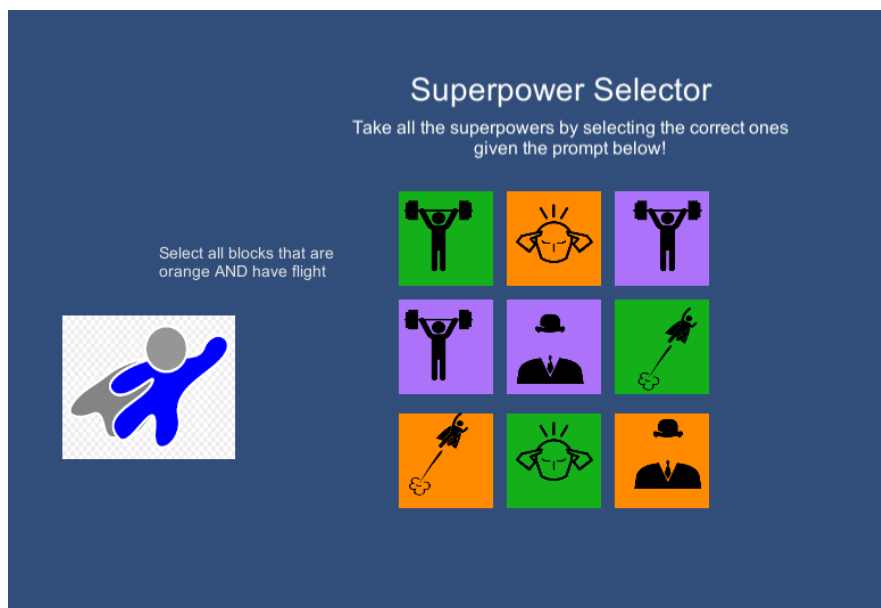 Superpower Selector
Take all the superpowers by selecting the correct ones
given the prompt below!
Select all blocks that are
orange AND have flight